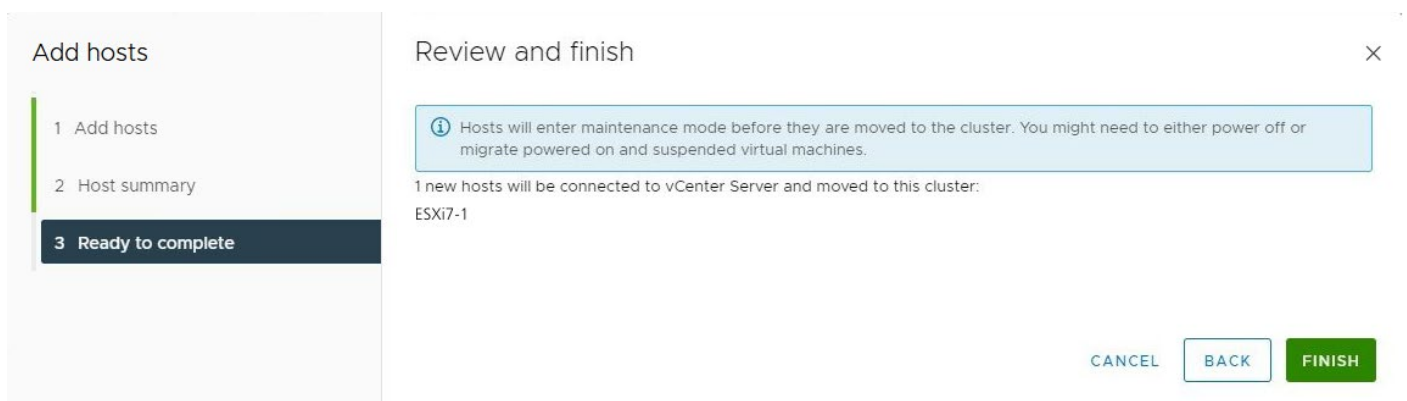 Add hosts
1 Add hosts
2 Host summary
3 Ready to complete
Review and finish
Hosts will enter maintenance mode before they are moved to the cluster. You might need to either power off or
migrate powered on and suspended virtual machines.
1 new hosts will be connected to vCenter Server and moved to this cluster:
ESXi7-1
CANCEL BACK FINISH